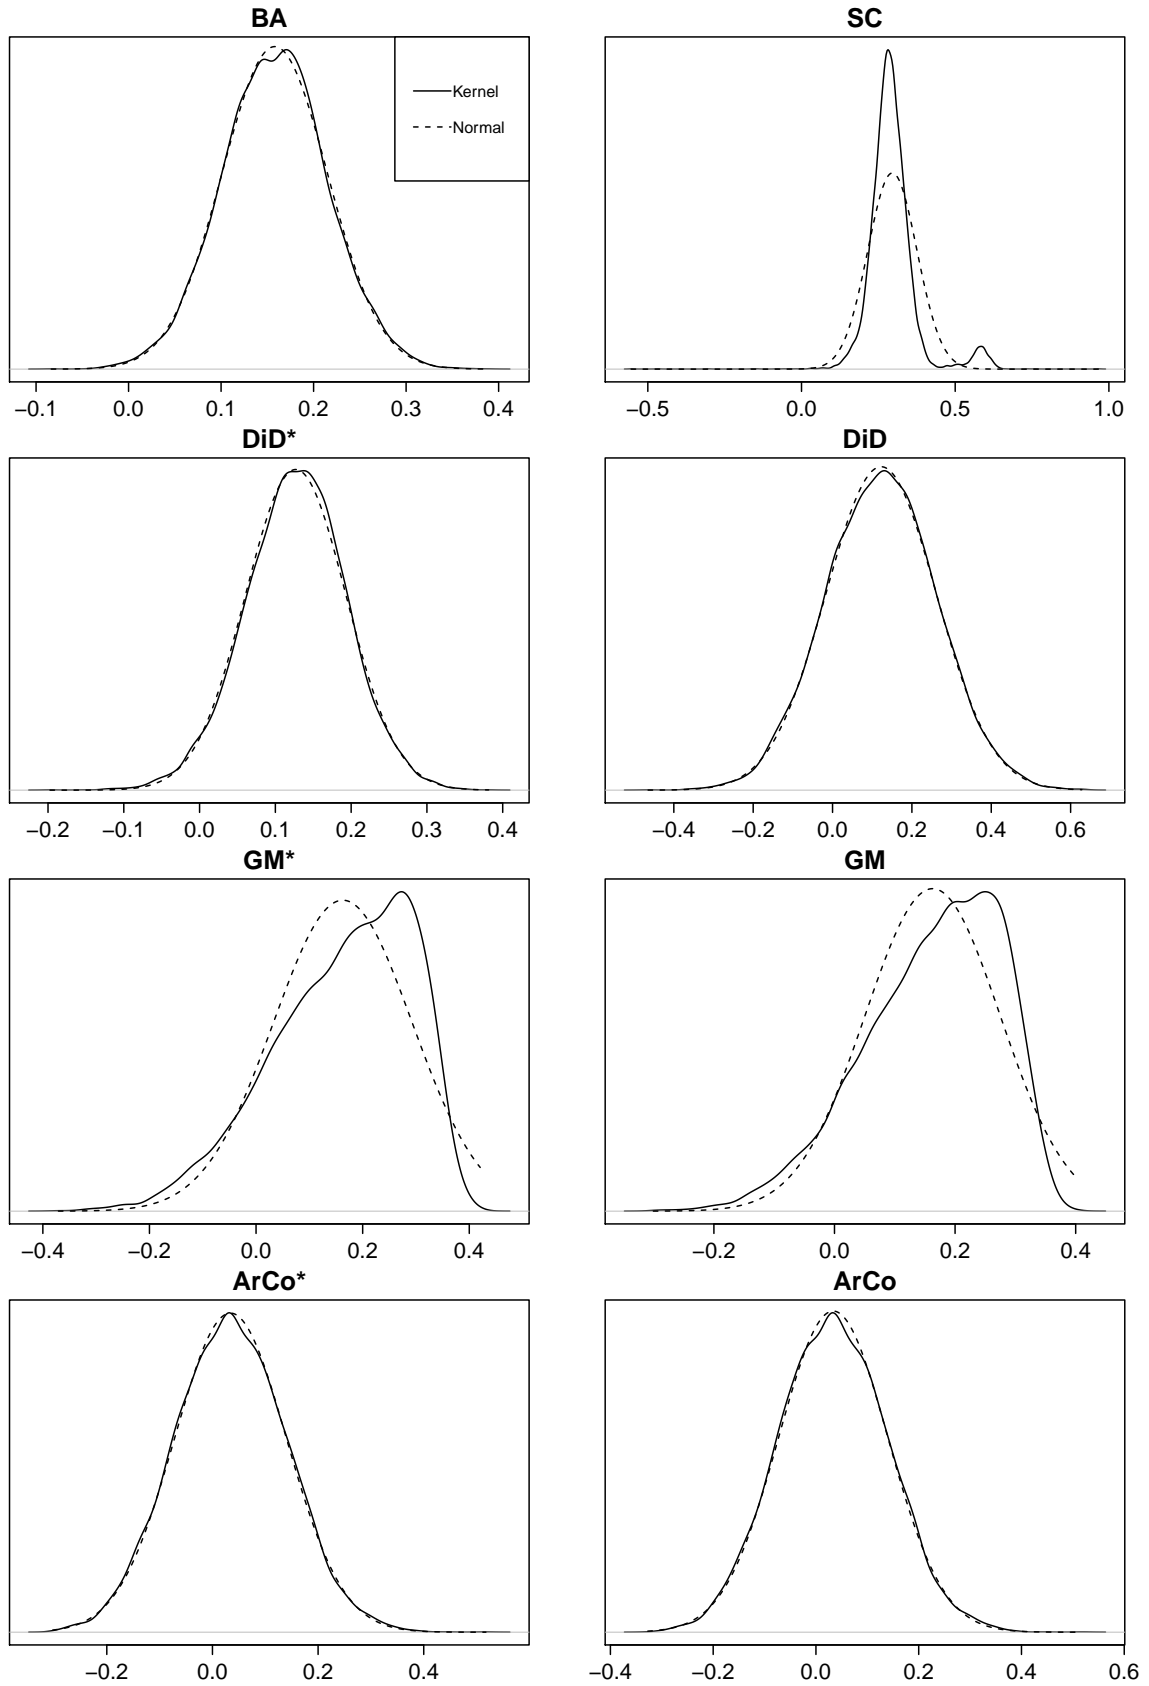 BA
Kernel
Normal
−0.1 0.0 0.1 0.2 0.3 0.4
SC
−0.5 0.0 0.5 1.0
DiD*
−0.2 −0.1 0.0 0.1 0.2 0.3 0.4
DiD
−0.4 −0.2 0.0 0.2 0.4 0.6
GM*
−0.4 −0.2 0.0 0.2 0.4
GM
−0.2 0.0 0.2 0.4
ArCo*
−0.2 0.0 0.2 0.4
ArCo
−0.4 −0.2 0.0 0.2 0.4 0.6